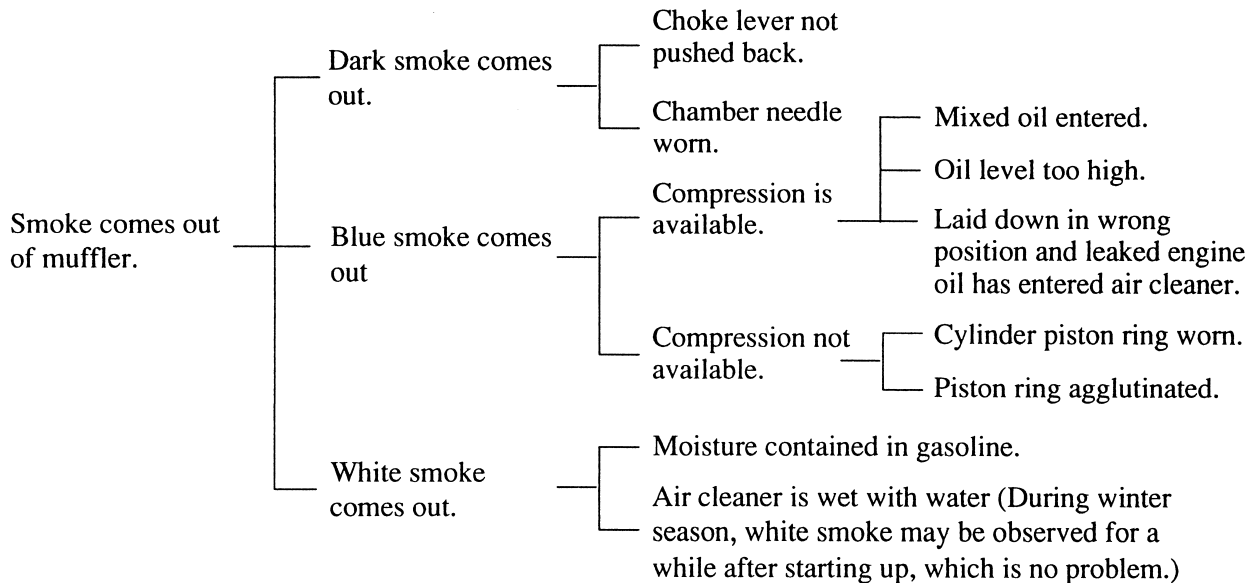 Smoke comes out
of muffler.
Dark smoke comes
out.
Choke lever not
pushed back.
Chamber needle
worn.
Blue smoke comes
out
Compression is
available.
Mixed oil entered.
Oil level too high.
Laid down in wrong
position and leaked engine
oil has entered air cleaner.
Compression not
available.
Cylinder piston ring worn.
Piston ring agglutinated.
White smoke
comes out.
Moisture contained in gasoline.
Air cleaner is wet with water (During winter
season, white smoke may be observed for a
while after starting up, which is no problem.)